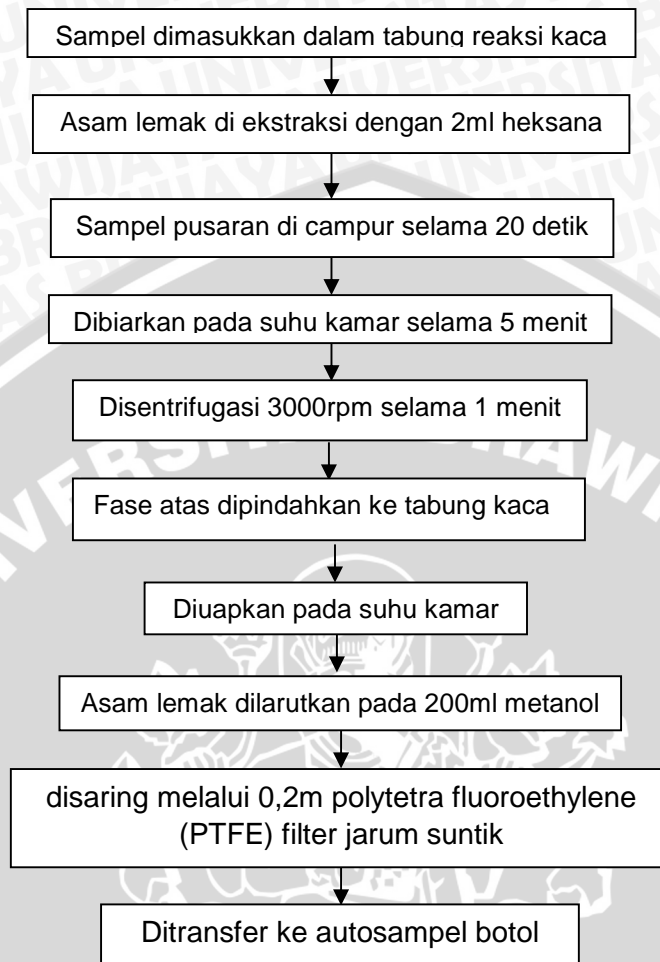 Sampel dimasukkan dalam tabung reaksi kaca
Asam lemak di ekstraksi dengan 2ml heksana
Sampel pusaran di campur selama 20 detik
Dibiarkan pada suhu kamar selama 5 menit
Disentrifugasi 3000rpm selama 1 menit
Fase atas dipindahkan ke tabung kaca
Diuapkan pada suhu kamar
Asam lemak dilarutkan pada 200ml metanol
disaring melalui 0,2m polytetra fluoroethylene
(PTFE) filter jarum suntik
Ditransfer ke autosampel botol